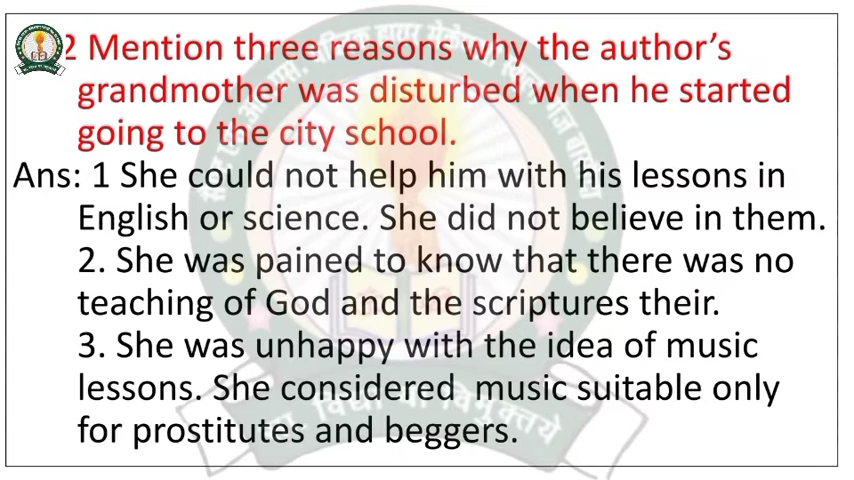 2 Mention three reasons why the author's
grandmother was disturbed when he started
going to the city school.
Ans: 1 She could not help him with his lessons in
English or science. She did not believe in them.
2. She was pained to know that there was no
teaching of God and the scriptures their.
3. She was unhappy with the idea of music
lessons. She considered music suitable only
for prostitutes and beggers.
सा विद्या या विमुक्तये